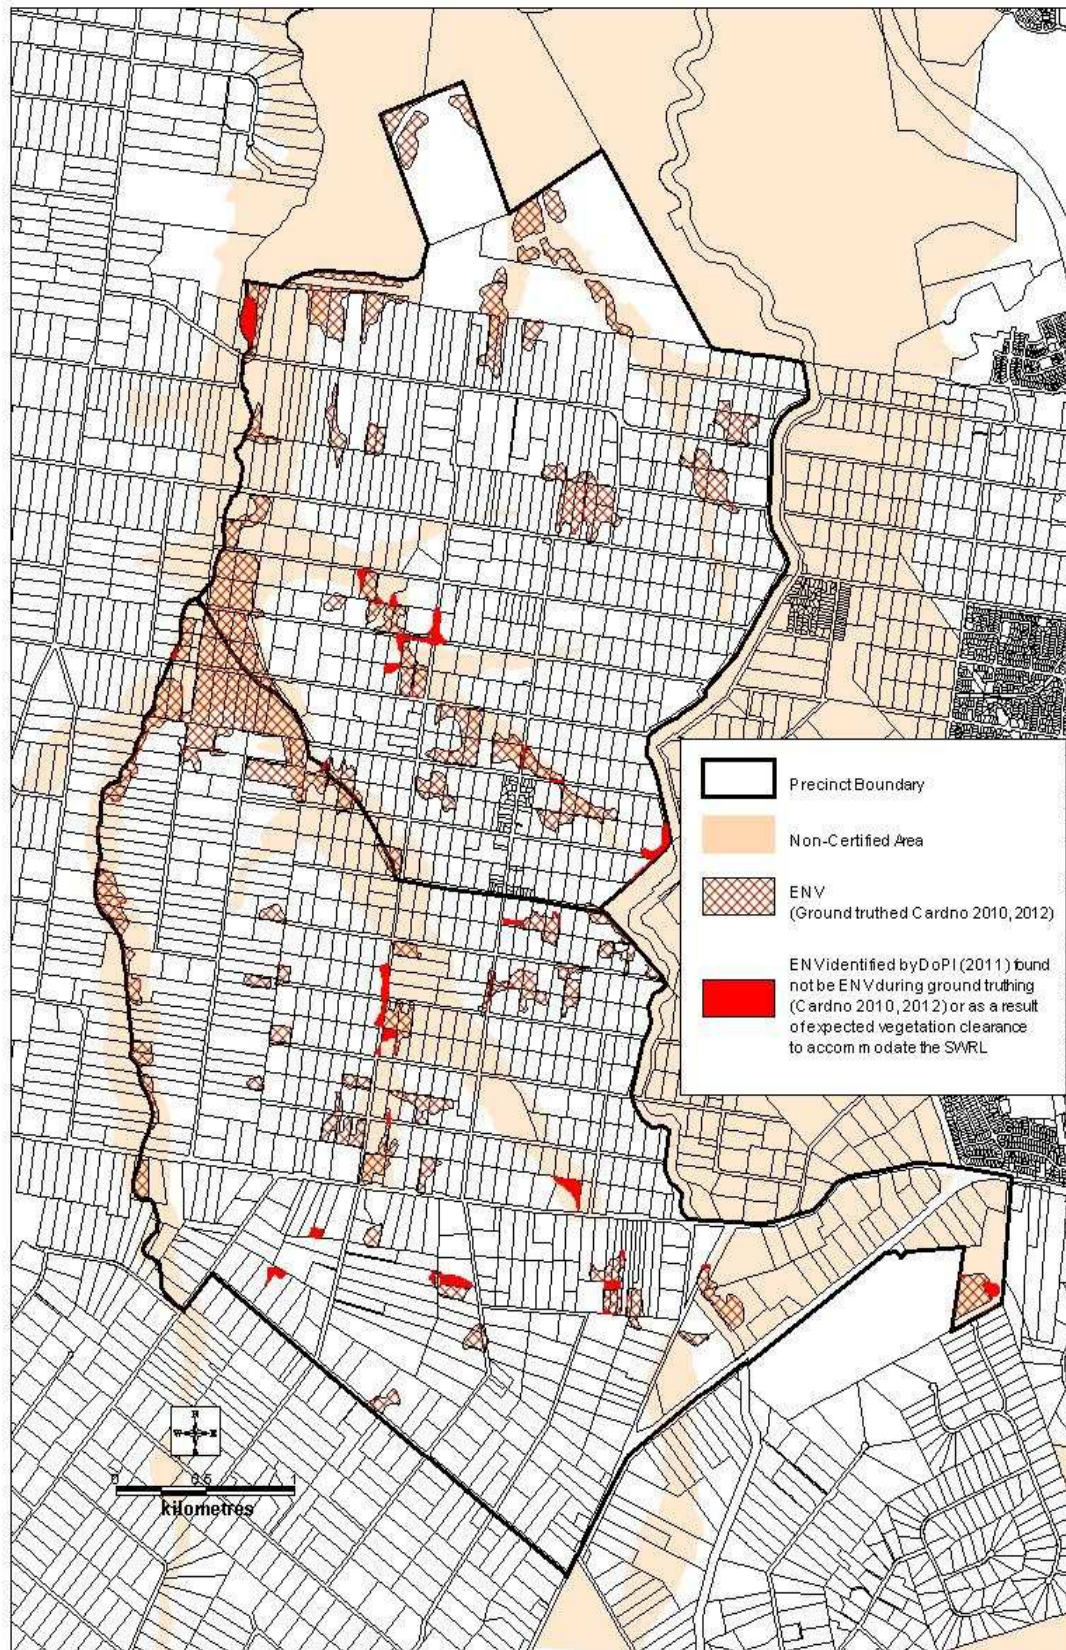 Precinct Boundary
Non-Certified Area
ENV
(Ground truthed Cardno 2010, 2012)
ENV identified by DoPI (2011) found
not be ENV during ground truthing
(Cardno 2010, 2012) or as a result
of expected vegetation clearance
to accommodate the SWRL
N
W E
S
0 0.5 1
kilometres